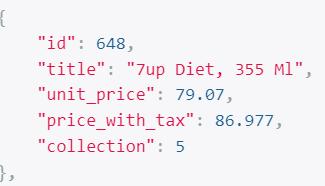 {
"id": 648,
"title": "7up Diet, 355 Ml",
"unit_price": 79.07,
"price_with_tax": 86.977,
"collection": 5
},